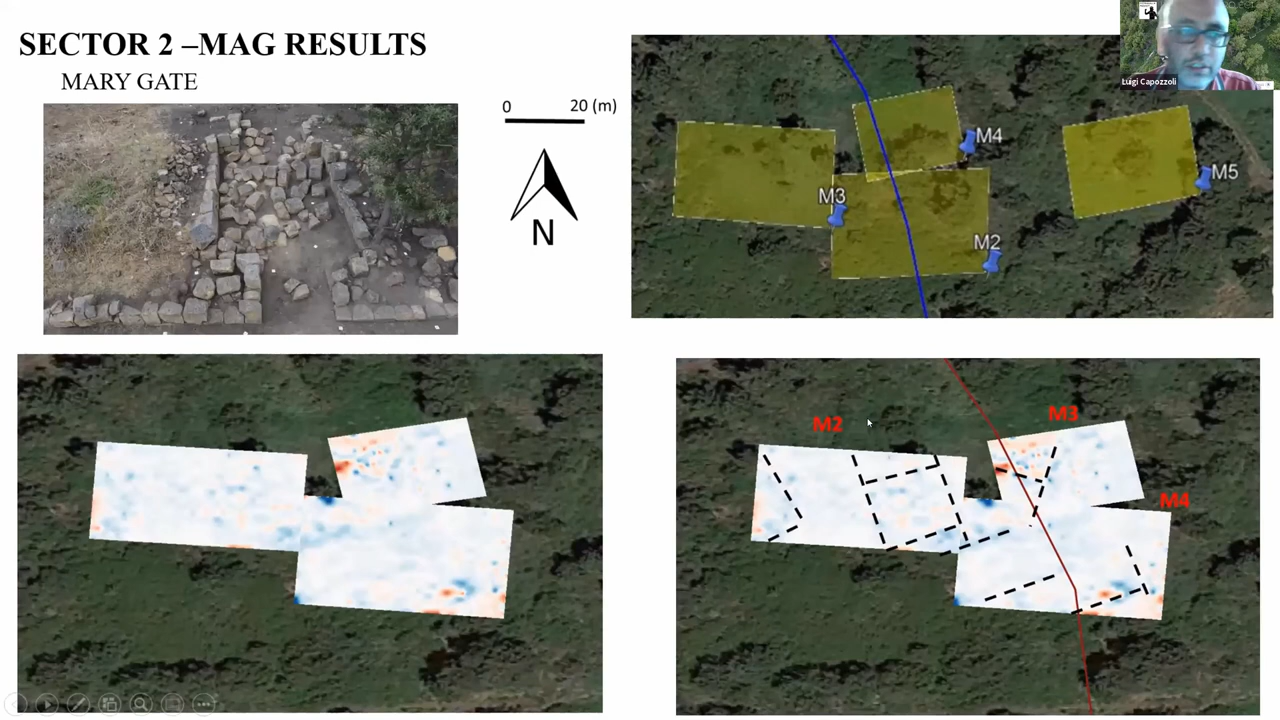 SECTOR 2 –MAG RESULTS
MARY GATE
0 20 (m)
N
M4
M5
M3
M2
Luigi Capozzoli
M2
M3
M4